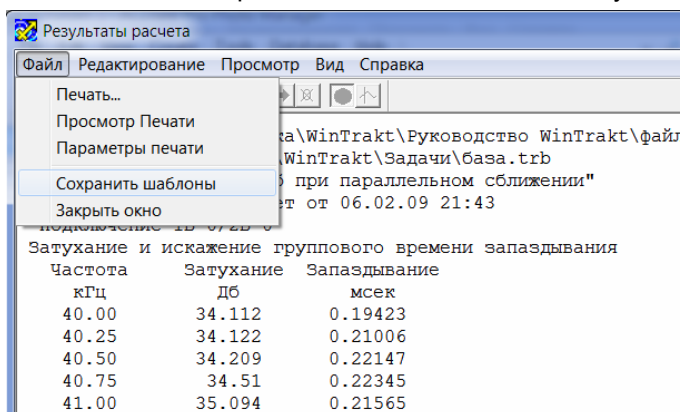 Результаты расчета
Файл Редактирование Просмотр Вид Справка
Печать...
Просмотр Печати
Параметры печати
Сохранить шаблоны
Закрыть окно
\WinTrakt\Руководство WinTrakt\файл
WinTrakt\Задачи\база.trb
при параллельном сближении"
от 06.02.09 21:43
Затухание и искажение группового времени запаздывания
Частота Затухание Запаздывание
кГц Дб мсек
40.00 34.112 0.19423
40.25 34.122 0.21006
40.50 34.209 0.22147
40.75 34.51 0.22345
41.00 35.094 0.21565